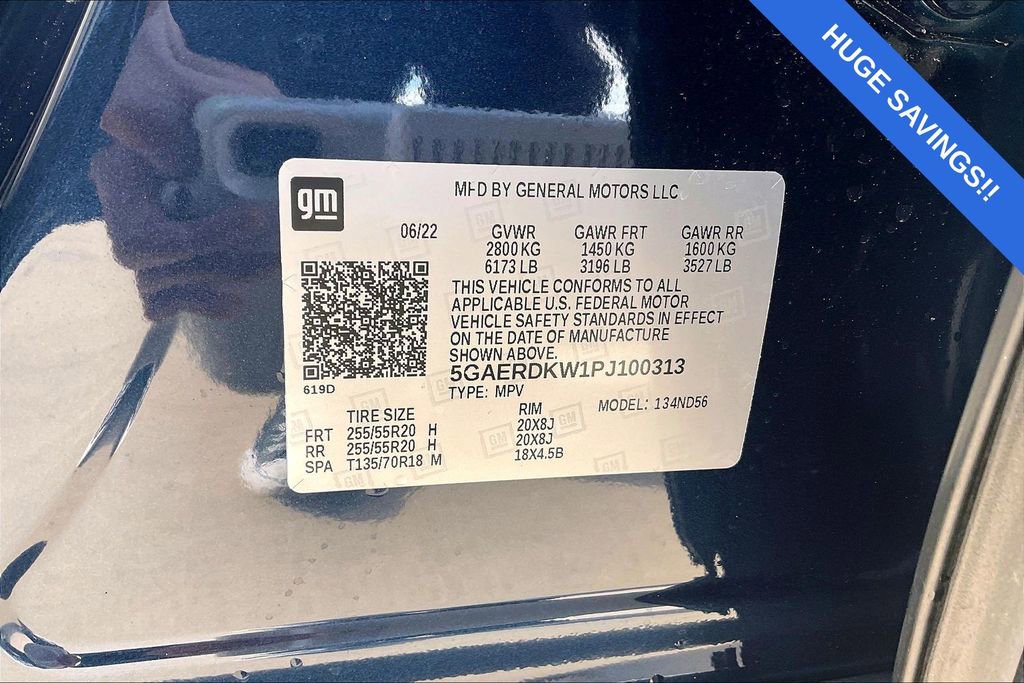 HUGE SAVINGS!!
gm
MFD BY GENERAL MOTORS LLC
06/22 GVWR GAWR FRT GAWR RR
2800 KG 1450 KG 1600 KG
6173 LB 3196 LB 3527 LB
THIS VEHICLE CONFORMS TO ALL
APPLICABLE U.S. FEDERAL MOTOR
VEHICLE SAFETY STANDARDS IN EFFECT
ON THE DATE OF MANUFACTURE
SHOWN ABOVE.
5GAERDKW1PJ100313
619D
TYPE: MPV
MODEL: 134ND56
TIRE SIZE RIM
FRT 255/55R20 H 20X8J
RR 255/55R20 H 20X8J
SPA T135/70R18 M 18X4.5B